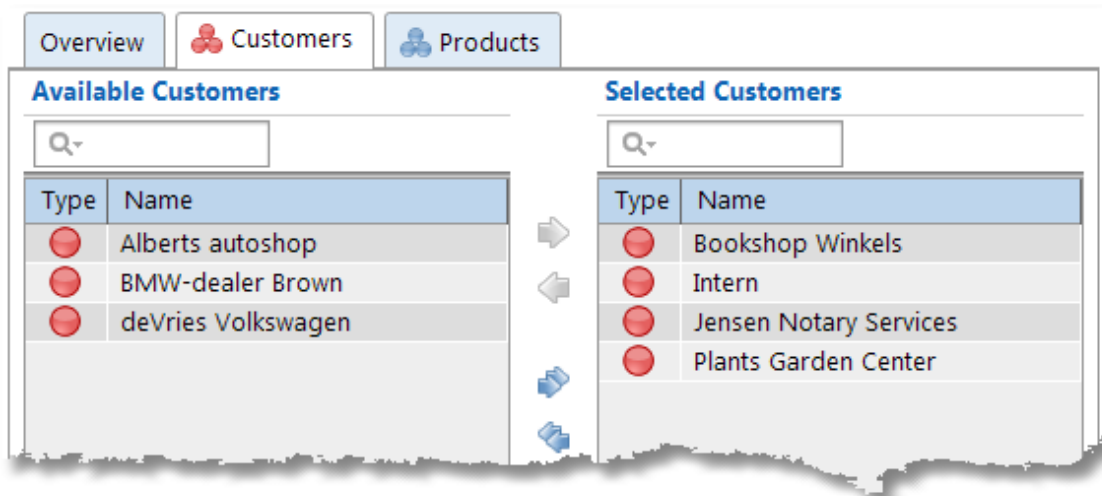 Overview Customers Products
Available Customers
Type Name
Alberts autoshop
BMW-dealer Brown
deVries Volkswagen
Selected Customers
Type Name
Bookshop Winkels
Intern
Jensen Notary Services
Plants Garden Center